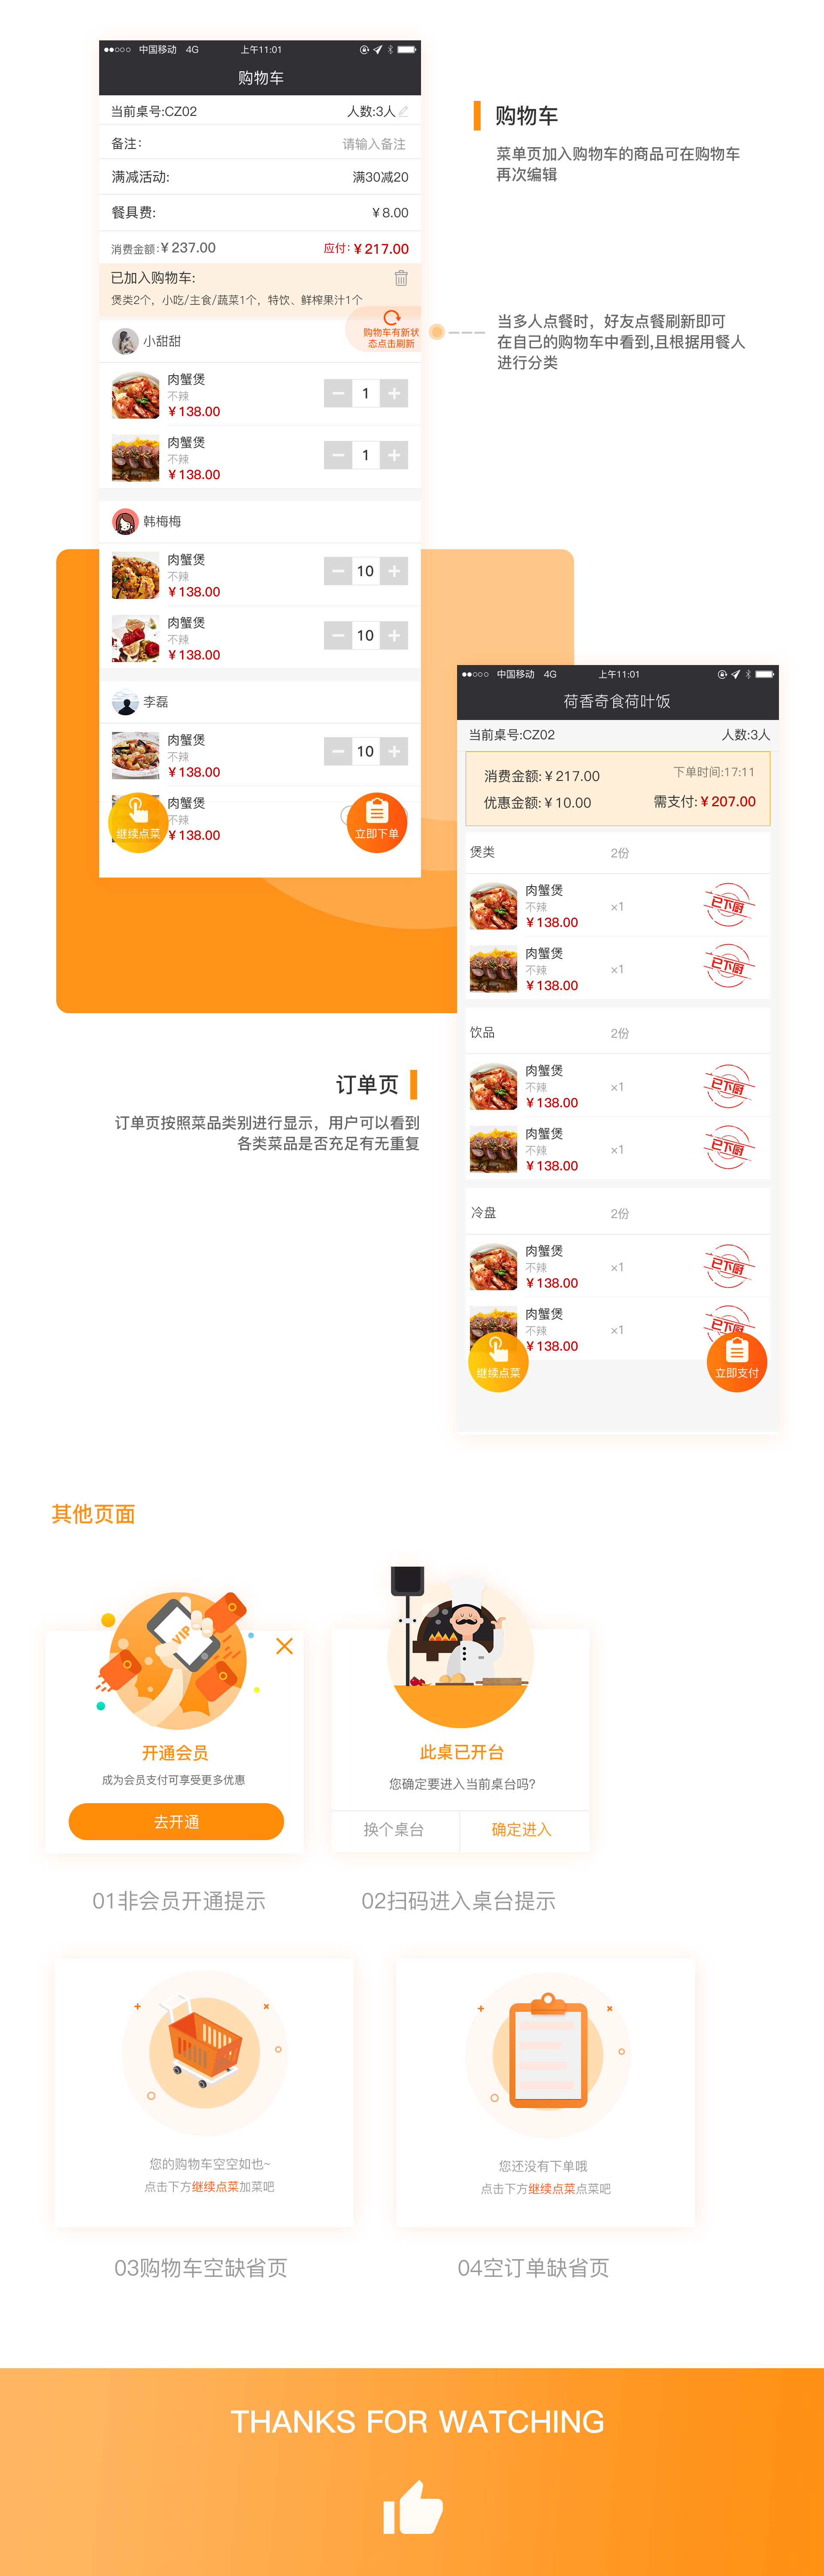 中国移动 4G 上午11:01
购物车
当前桌号:CZ02 人数:3人
备注: 请输入备注
满减活动: 满30减20
餐具费: ¥8.00
消费金额:¥237.00 应付:¥217.00
已加入购物车:
煲类2个，小吃/主食/蔬菜1个，特饮、鲜榨果汁1个
购物车有新状
态点击刷新
小甜甜
肉蟹煲
不辣
¥138.00
1
肉蟹煲
不辣
¥138.00
1
韩梅梅
肉蟹煲
不辣
¥138.00
10
肉蟹煲
不辣
¥138.00
10
李磊
肉蟹煲
不辣
¥138.00
10
肉蟹煲
不辣
¥138.00
继续点菜
立即下单
购物车
菜单页加入购物车的商品可在购物车
再次编辑
当多人点餐时，好友点餐刷新即可
在自己的购物车中看到,且根据用餐人
进行分类
中国移动 4G 上午11:01
荷香奇食荷叶饭
当前桌号:CZ02 人数:3人
消费金额:¥217.00 下单时间:17:11
优惠金额:¥10.00 需支付:¥207.00
煲类 2份
肉蟹煲
不辣
¥138.00
×1
已下厨
肉蟹煲
不辣
¥138.00
×1
已下厨
饮品 2份
肉蟹煲
不辣
¥138.00
×1
已下厨
肉蟹煲
不辣
¥138.00
×1
已下厨
冷盘 2份
肉蟹煲
不辣
¥138.00
×1
已下厨
肉蟹煲
不辣
¥138.00
×1
已下厨
继续点菜
立即支付
订单页
订单页按照菜品类别进行显示，用户可以看到
各类菜品是否充足有无重复
其他页面
VIP
开通会员
成为会员支付可享受更多优惠
去开通
01非会员开通提示
此桌已开台
您确定要进入当前桌台吗?
换个桌台 确定进入
02扫码进入桌台提示
您的购物车空空如也~
点击下方继续点菜加菜吧
03购物车空缺省页
您还没有下单哦
点击下方继续点菜点菜吧
04空订单缺省页
THANKS FOR WATCHING